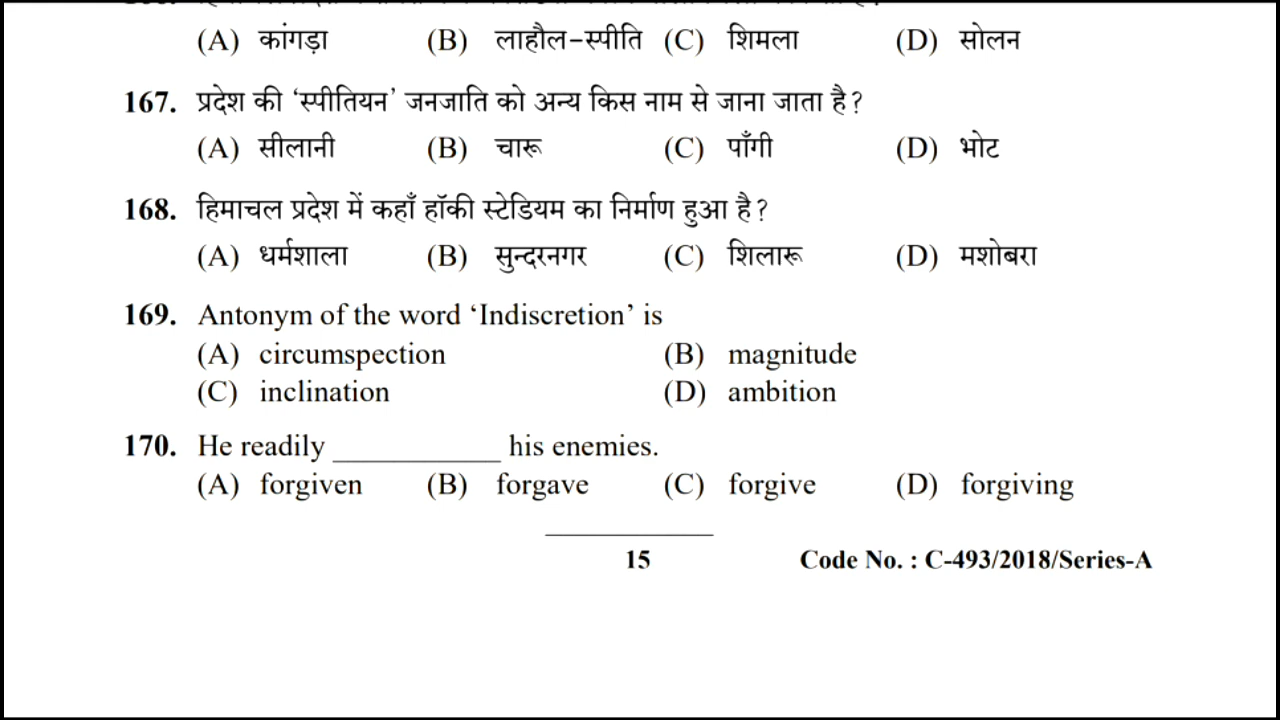 (A) कांगड़ा (B) लाहौल-स्पीति (C) शिमला (D) सोलन
167. प्रदेश की ‘स्पीतियन’ जनजाति को अन्य किस नाम से जाना जाता है?
(A) सीलानी (B) चारू (C) पाँगी (D) भोट
168. हिमाचल प्रदेश में कहाँ हॉकी स्टेडियम का निर्माण हुआ है?
(A) धर्मशाला (B) सुन्दरनगर (C) शिलारू (D) मशोबरा
169. Antonym of the word ‘Indiscretion’ is
(A) circumspection (B) magnitude
(C) inclination (D) ambition
170. He readily ___________ his enemies.
(A) forgiven (B) forgave (C) forgive (D) forgiving
15 Code No. : C-493/2018/Series-A